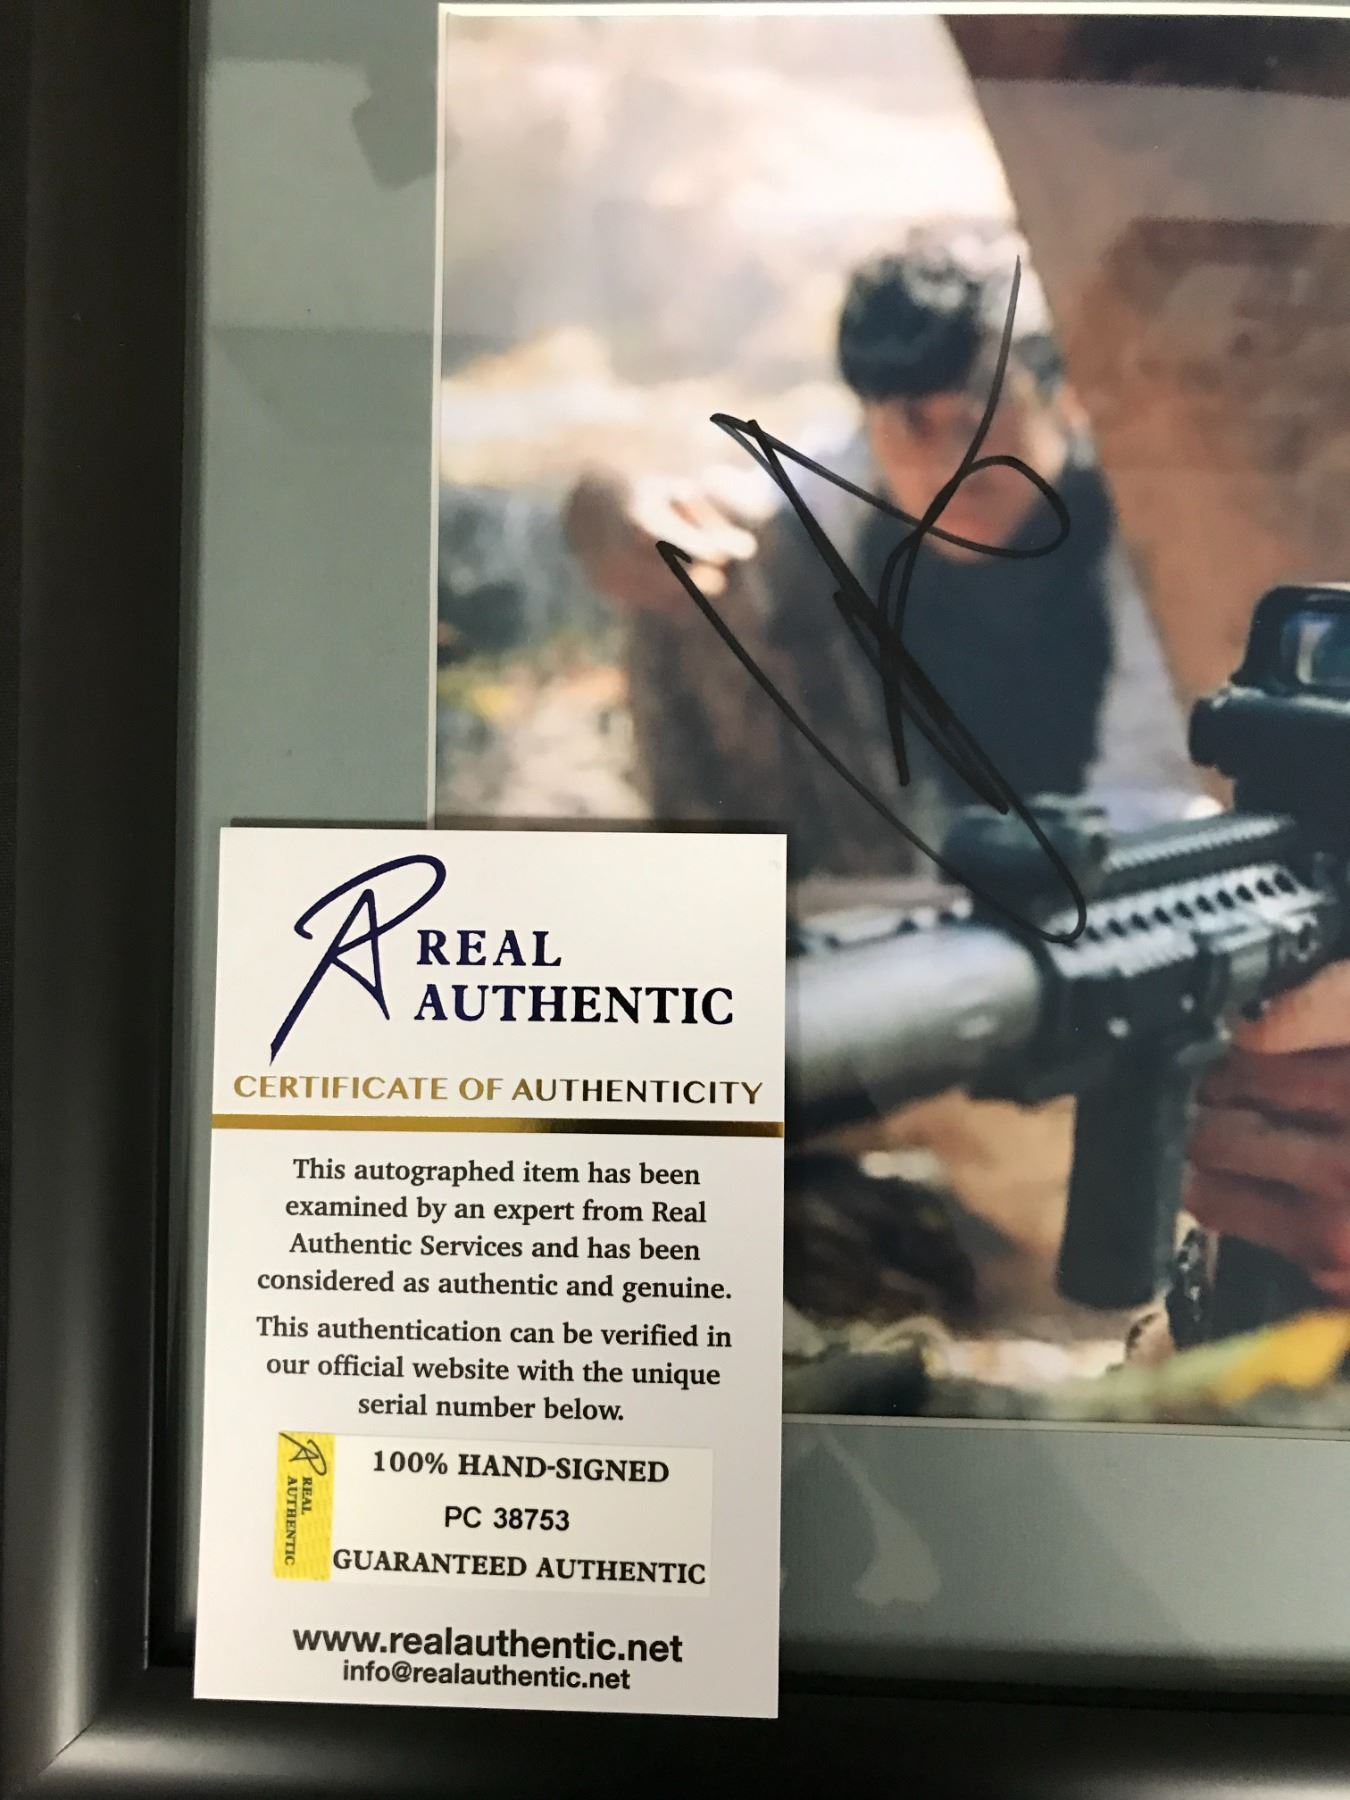 REAL
AUTHENTIC
CERTIFICATE OF AUTHENTICITY
This autographed item has been
examined by an expert from Real
Authentic Services and has been
considered as authentic and genuine.
This authentication can be verified in
our official website with the unique
serial number below.
REAL
AUTHENTIC
100% HAND-SIGNED
PC 38753
GUARANTEED AUTHENTIC
www.realauthentic.net
info@realauthentic.net